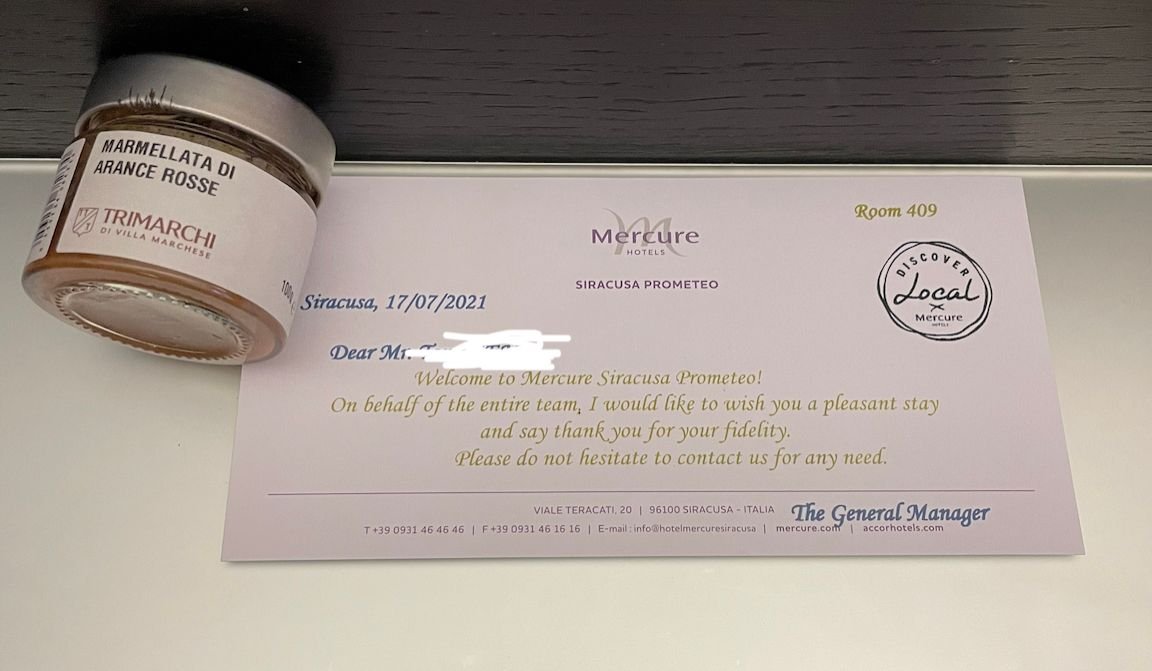 MARMELLATA DI
ARANCE ROSSE
TRIMARCHI
DI VILLA MARCHESE
100g
Room 409
Mercure
HOTELS
SIRACUSA PROMETEO
DISCOVER
Local
Mercure
HOTELS
Siracusa, 17/07/2021
Dear Mr.
Welcome to Mercure Siracusa Prometeo!
On behalf of the entire team, I would like to wish you a pleasant stay
and say thank you for your fidelity.
Please do not hesitate to contact us for any need.
VIALE TERACATI, 20 | 96100 SIRACUSA - ITALIA
The General Manager
T +39 0931 46 46 46 | F +39 0931 46 16 16 | E-mail : info@hotelmercuresiracusa | mercure.com | accorhotels.com